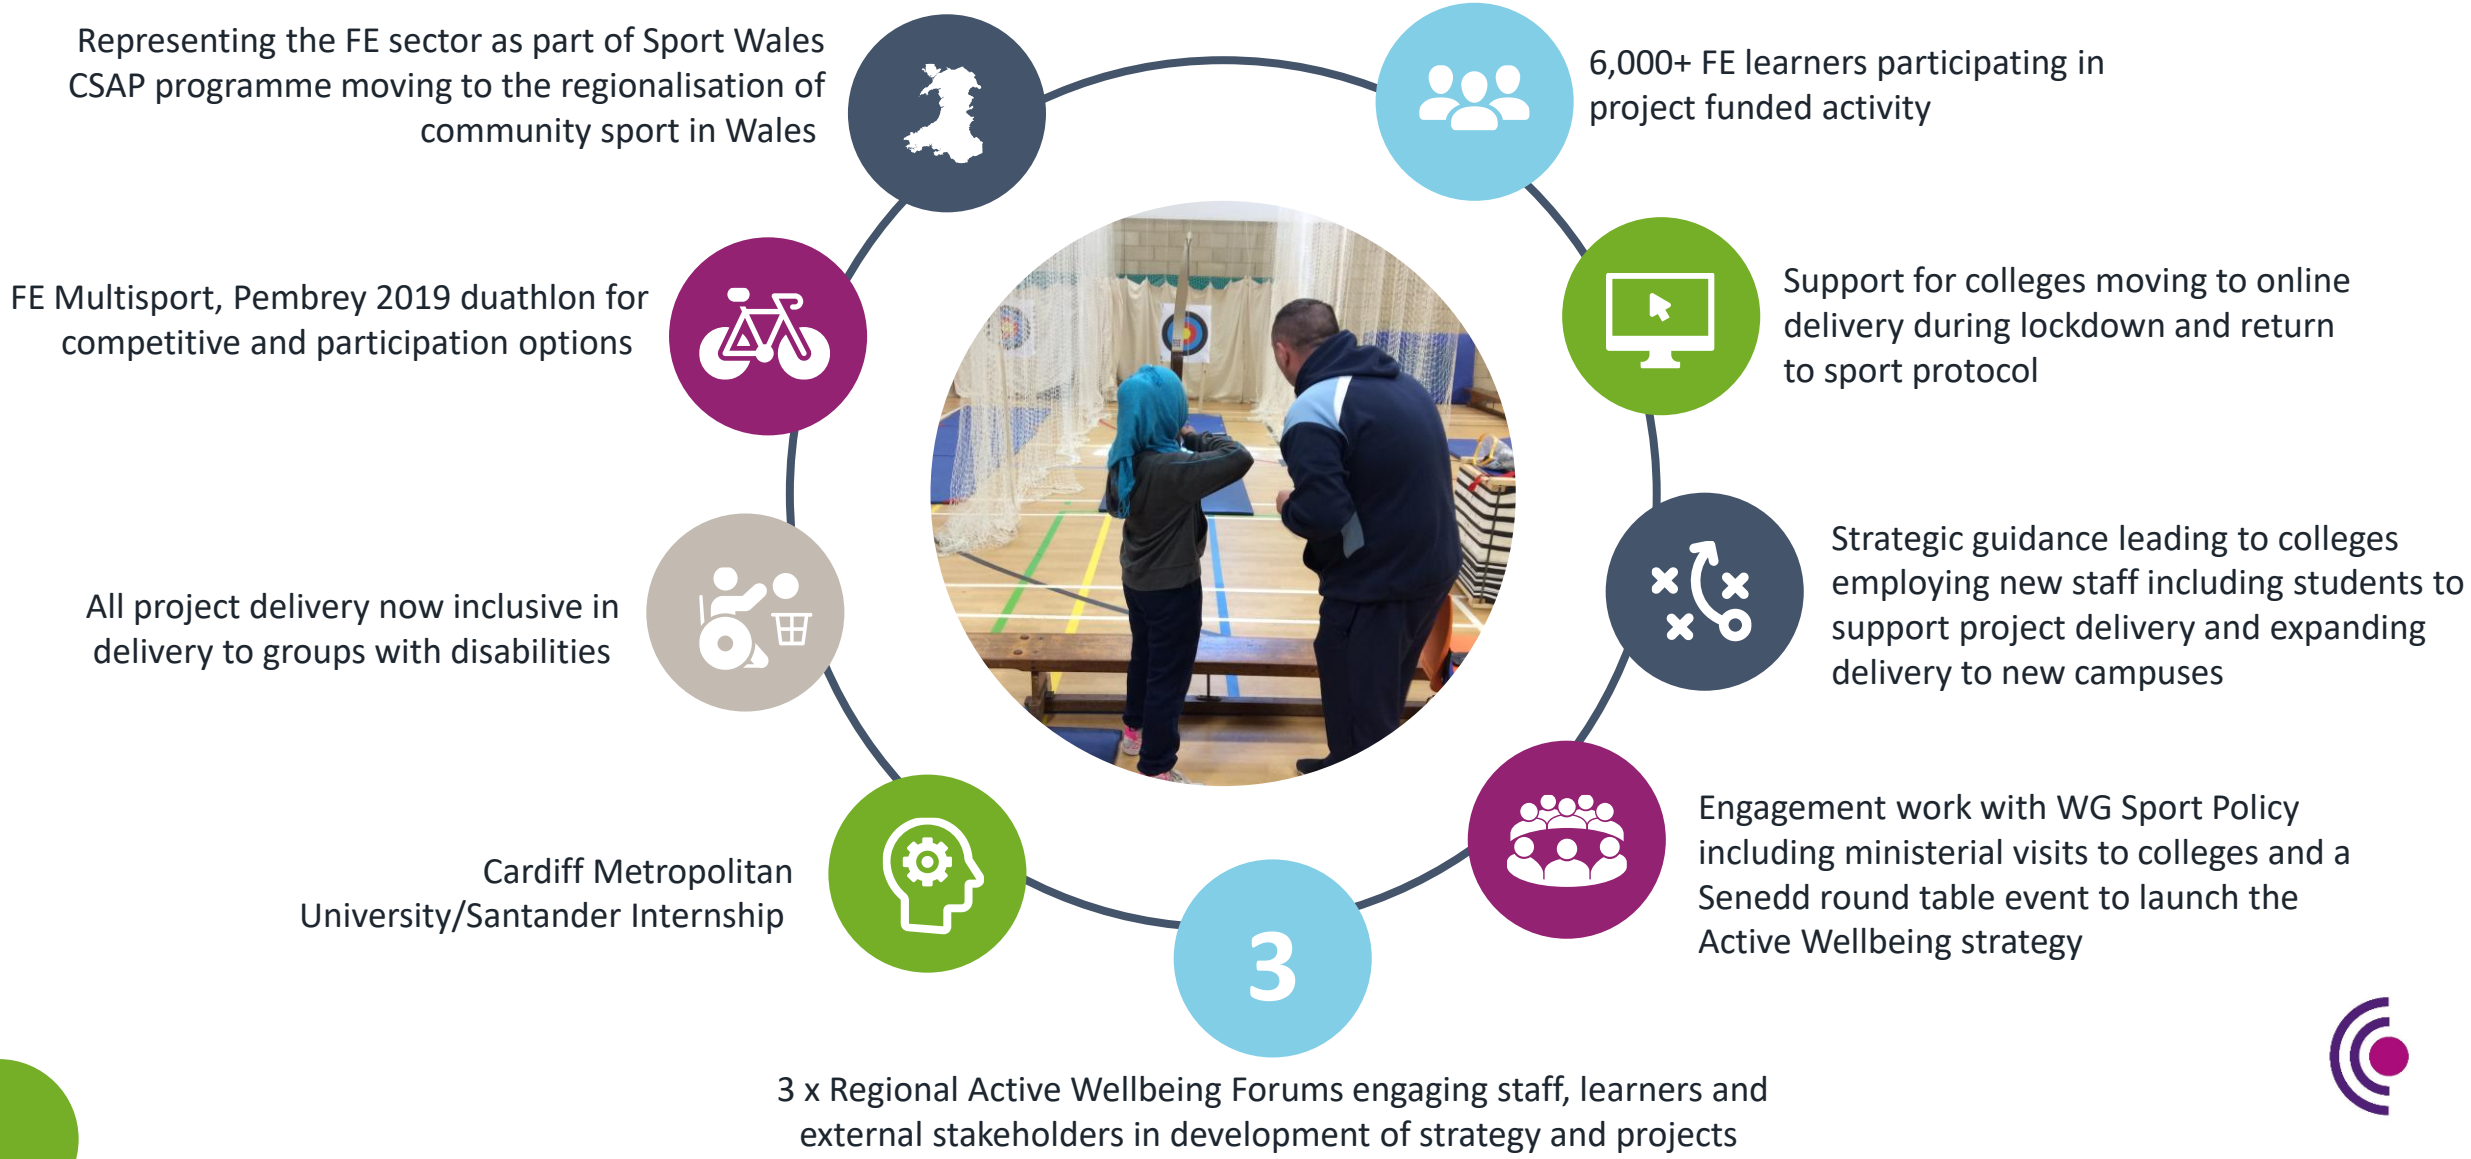 Representing the FE sector as part of Sport Wales
CSAP programme moving to the regionalisation of
community sport in Wales
6,000+ FE learners participating in
project funded activity
FE Multisport, Pembrey 2019 duathlon for
competitive and participation options
Support for colleges moving to online
delivery during lockdown and return
to sport protocol
All project delivery now inclusive in
delivery to groups with disabilities
Strategic guidance leading to colleges
employing new staff including students to
support project delivery and expanding
delivery to new campuses
Cardiff Metropolitan
University/Santander Internship
Engagement work with WG Sport Policy
including ministerial visits to colleges and a
Senedd round table event to launch the
Active Wellbeing strategy
3
3 x Regional Active Wellbeing Forums engaging staff, learners and
external stakeholders in development of strategy and projects